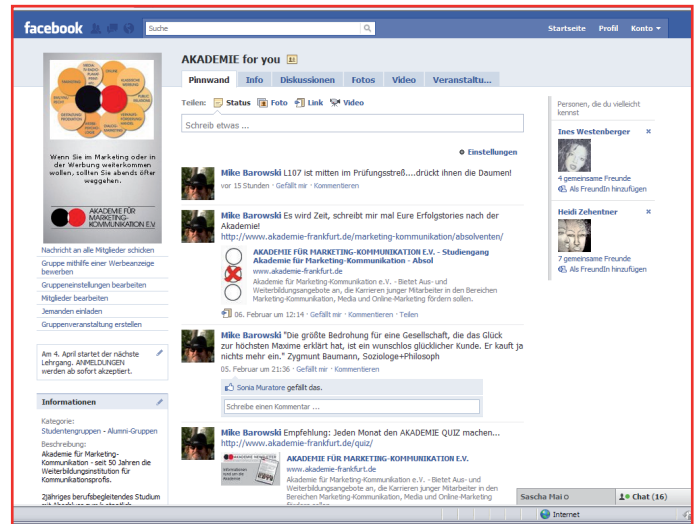 facebook
Suche
Startseite Profil Konto
AKADEMIE for you
Pinnwand Info Diskussionen Fotos Video Veranstaltu...
Teilen: Status Foto Link Video
Schreib etwas ...
Einstellungen
Mike Barowski L107 ist mitten im Prüfungsstreß....drückt ihnen die Daumen!
vor 15 Stunden · Gefällt mir · Kommentieren
Mike Barowski Es wird Zeit, schreibt mir mal Eure Erfolgstories nach der
Akademie!
http://www.akademie-frankfurt.de/marketing-kommunikation/absolventen/
AKADEMIE FÜR MARKETING-KOMMUNIKATION E.V. - Studiengang
Akademie für Marketing-Kommunikation - Absol
www.akademie-frankfurt.de
Akademie für Marketing-Kommunikation e.V. - Bietet Aus- und
Weiterbildungsangebote an, die Karrieren junger Mitarbeiter in den Bereichen
Marketing-Kommunikation, Media und Online-Marketing fördern sollen.
06. Februar um 12:14 · Gefällt mir · Kommentieren · Teilen
Mike Barowski "Die größte Bedrohung für eine Gesellschaft, die das Glück
zur höchsten Maxime erklärt hat, ist ein wunschlos glücklicher Kunde. Er kauft ja
nichts mehr ein." Zygmunt Baumann, Soziologe+Philosoph
05. Februar um 21:36 · Gefällt mir · Kommentieren
Sonia Muratore gefällt das.
Schreibe einen Kommentar ...
Mike Barowski Empfehlung: Jeden Monat den AKADEMIE QUIZ machen...
http://www.akademie-frankfurt.de/quiz/
AKADEMIE FÜR MARKETING-KOMMUNIKATION E.V.
www.akademie-frankfurt.de
Akademie für Marketing-Kommunikation e.V. - Bietet Aus- und
Weiterbildungsangebote an, die Karrieren junger Mitarbeiter in den
Bereichen Marketing-Kommunikation, Media und Online-Marketing
Wenn Sie im Marketing oder in
der Werbung weiterkommen
wollen, sollten Sie abends öfter
weggehen.
AKADEMIE FÜR
MARKETING-
KOMMUNIKATION E.V.
Nachricht an alle Mitglieder schicken
Gruppe mithilfe einer Werbeanzeige
bewerben
Gruppeneinstellungen bearbeiten
Mitglieder bearbeiten
Jemanden einladen
Gruppenveranstaltung erstellen
Am 4. April startet der nächste
Lehrgang. ANMELDUNGEN
werden ab sofort akzeptiert.
Informationen
Kategorie:
Studentengruppen - Alumni-Gruppen
Beschreibung:
Akademie für Marketing-
Kommunikation - seit 50 Jahren die
Weiterbildungsinstitution für
Kommunikationsprofis.
2jähriges berufsbegleitendes Studium
Personen, die du vielleicht
kennst
Ines Westenberger ×
4 gemeinsame Freunde
Als FreundIn hinzufügen
Heidi Zehentner ×
7 gemeinsame Freunde
Als FreundIn hinzufügen
Sascha Mai
Chat (16)
Internet